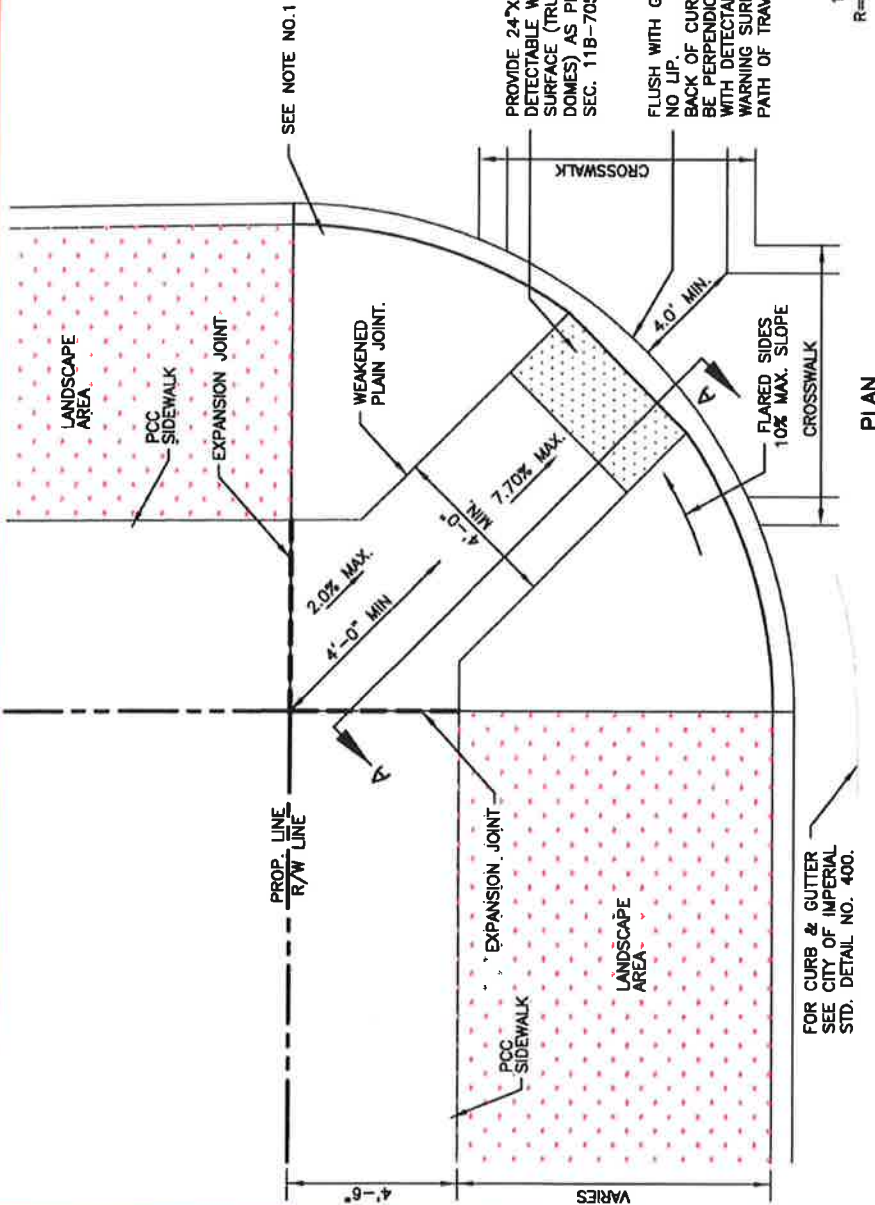 SEE NOTE NO.1
LANDSCAPE
AREA
PCC
SIDEWALK
EXPANSION JOINT
WEAKENED
PLAIN JOINT.
PROVIDE 24"X
DETECTABLE W
SURFACE (TRU
DOMES) AS P
SEC. 11B-705
FLUSH WITH G
NO LIP.
BACK OF CUR
BE PERPENDIC
WITH DETECTAB
WARNING SURF
PATH OF TRAV
CROSSWALK
2.0% MAX.
4'-0" MIN
4'-0"
MIN.
7.70% MAX.
4.0' MIN.
A
A
FLARED SIDES
10% MAX. SLOPE
CROSSWALK
PROP. LINE
R/W LINE
EXPANSION JOINT
PCC
SIDEWALK
LANDSCAPE
AREA
4'-6"
VARIES
FOR CURB & GUTTER
SEE CITY OF IMPERIAL
STD. DETAIL NO. 400.
PLAN
R=